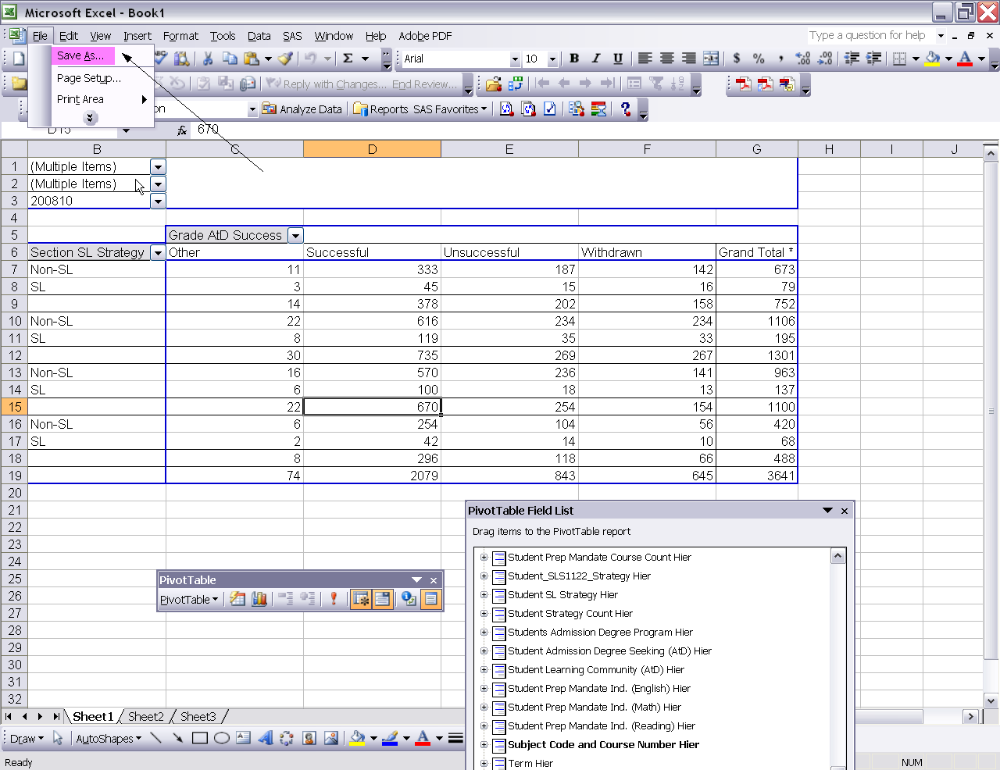 Microsoft Excel - Book1
File Edit View Insert Format Tools Data SAS Window Help Adobe PDF Type a question for help
Save As...
Page Setup...
Print Area
Arial 10 B I U $ % ,
Reply with Changes... End Review...
on Analyze Data Reports SAS Favorites
D15 fx 670
B C D E F G H I J
1 (Multiple Items)
2 (Multiple Items)
3 200810
4
5 Grade AtD Success
6 Section SL Strategy Other Successful Unsuccessful Withdrawn Grand Total *
7 Non-SL 11 333 187 142 673
8 SL 3 45 15 16 79
9 14 378 202 158 752
10 Non-SL 22 616 234 234 1106
11 SL 8 119 35 33 195
12 30 735 269 267 1301
13 Non-SL 16 570 236 141 963
14 SL 6 100 18 13 137
15 22 670 254 154 1100
16 Non-SL 6 254 104 56 420
17 SL 2 42 14 10 68
18 8 296 118 66 488
19 74 2079 843 645 3641
20
21
22
23
24
25
26
27
28
29
30
31
32
PivotTable
PivotTable
PivotTable Field List
Drag items to the PivotTable report
Student Prep Mandate Course Count Hier
Student_SLS1122_Strategy Hier
Student SL Strategy Hier
Student Strategy Count Hier
Students Admission Degree Program Hier
Student Admission Degree Seeking (AtD) Hier
Student Learning Community (AtD) Hier
Student Prep Mandate Ind. (English) Hier
Student Prep Mandate Ind. (Math) Hier
Student Prep Mandate Ind. (Reading) Hier
Subject Code and Course Number Hier
Term Hier
Sheet1 Sheet2 Sheet3
Draw AutoShapes
Ready NUM